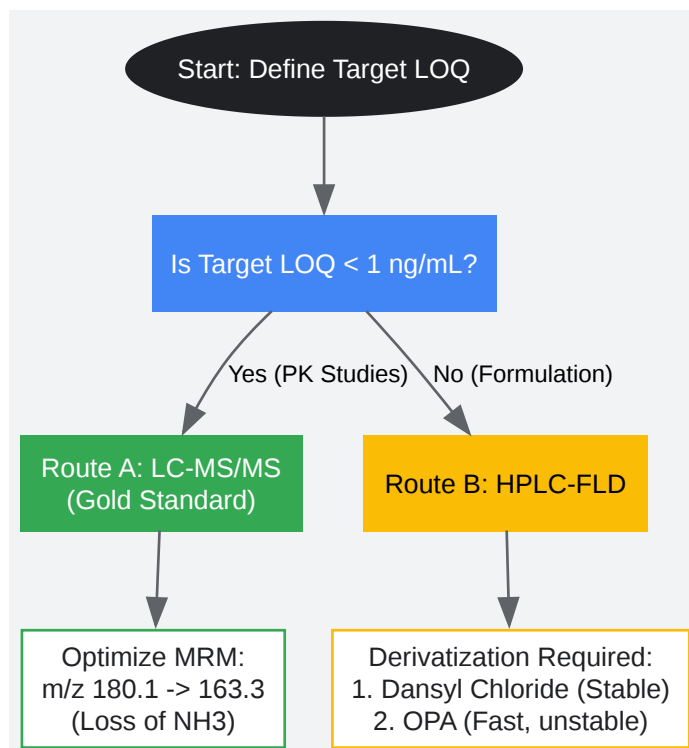 Start: Define Target LOQ
Is Target LOQ < 1 ng/mL?
Yes (PK Studies)
No (Formulation)
Route A: LC-MS/MS
(Gold Standard)
Route B: HPLC-FLD
Optimize MRM:
m/z 180.1 -> 163.3
(Loss of NH3)
Derivatization Required:
1. Dansyl Chloride (Stable)
2. OPA (Fast, unstable)